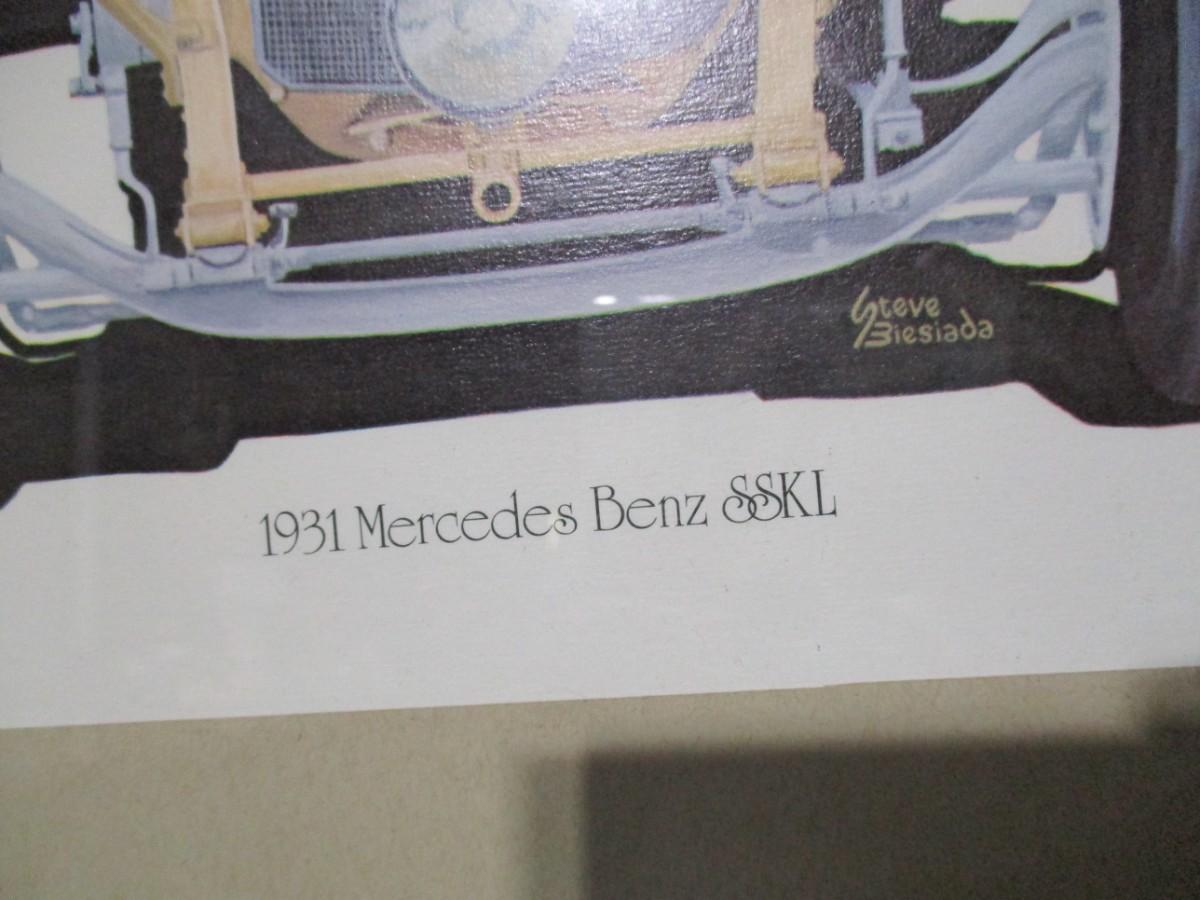 Steve
Biesiada
1931 Mercedes Benz SSKL